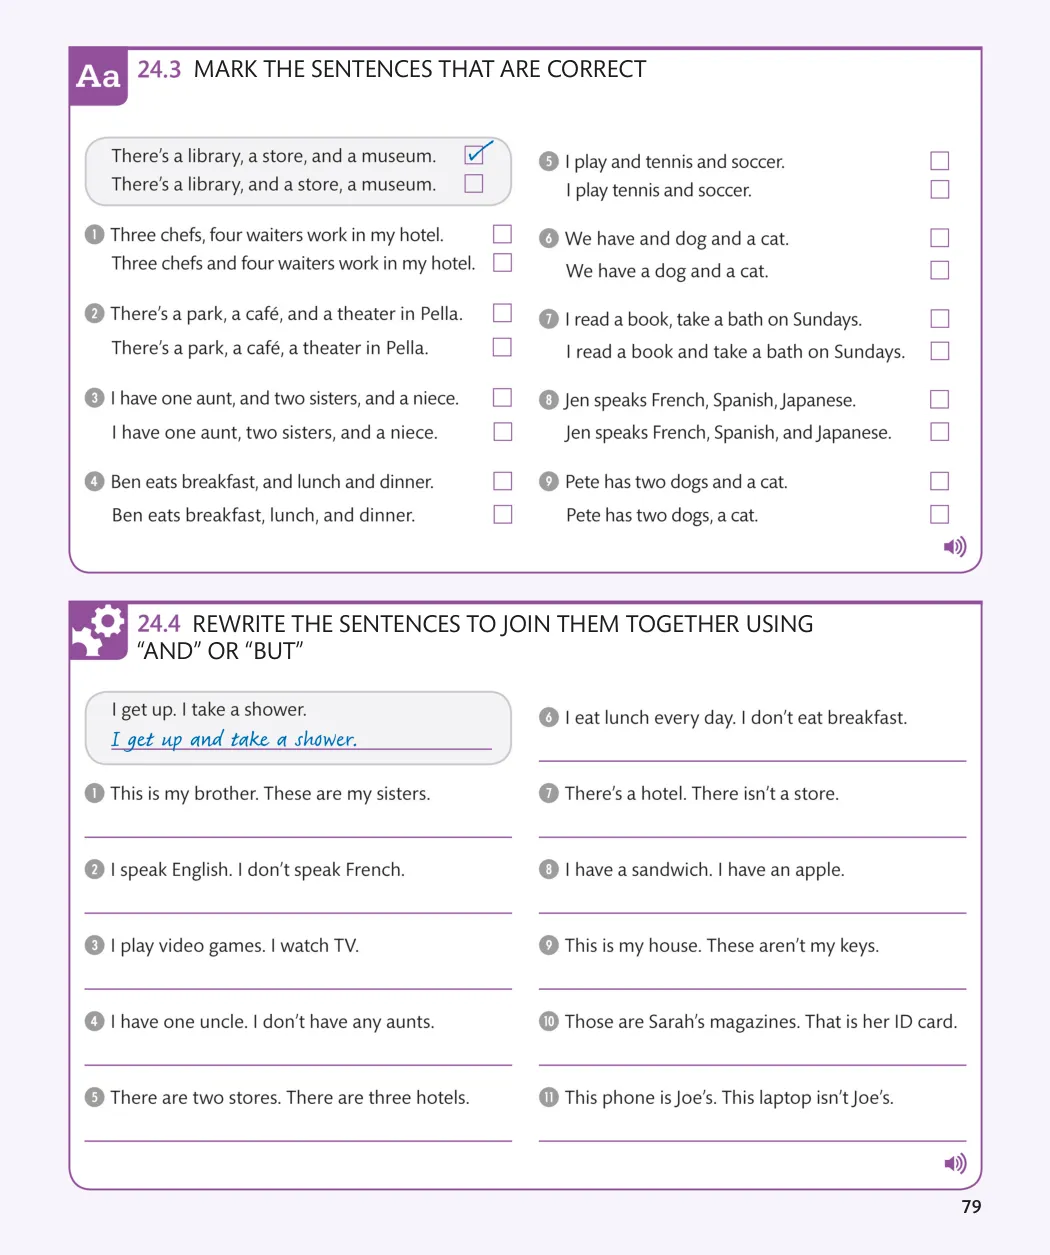 Aa
24.3 MARK THE SENTENCES THAT ARE CORRECT
There’s a library, a store, and a museum.
There’s a library, and a store, a museum.
1 Three chefs, four waiters work in my hotel.
Three chefs and four waiters work in my hotel.
2 There’s a park, a café, and a theater in Pella.
There’s a park, a café, a theater in Pella.
3 I have one aunt, and two sisters, and a niece.
I have one aunt, two sisters, and a niece.
4 Ben eats breakfast, and lunch and dinner.
Ben eats breakfast, lunch, and dinner.
5 I play and tennis and soccer.
I play tennis and soccer.
6 We have and dog and a cat.
We have a dog and a cat.
7 I read a book, take a bath on Sundays.
I read a book and take a bath on Sundays.
8 Jen speaks French, Spanish, Japanese.
Jen speaks French, Spanish, and Japanese.
9 Pete has two dogs and a cat.
Pete has two dogs, a cat.
24.4 REWRITE THE SENTENCES TO JOIN THEM TOGETHER USING
“AND” OR “BUT”
I get up. I take a shower.
I get up and take a shower.
1 This is my brother. These are my sisters.
2 I speak English. I don’t speak French.
3 I play video games. I watch TV.
4 I have one uncle. I don’t have any aunts.
5 There are two stores. There are three hotels.
6 I eat lunch every day. I don’t eat breakfast.
7 There’s a hotel. There isn’t a store.
8 I have a sandwich. I have an apple.
9 This is my house. These aren’t my keys.
10 Those are Sarah’s magazines. That is her ID card.
11 This phone is Joe’s. This laptop isn’t Joe’s.
79